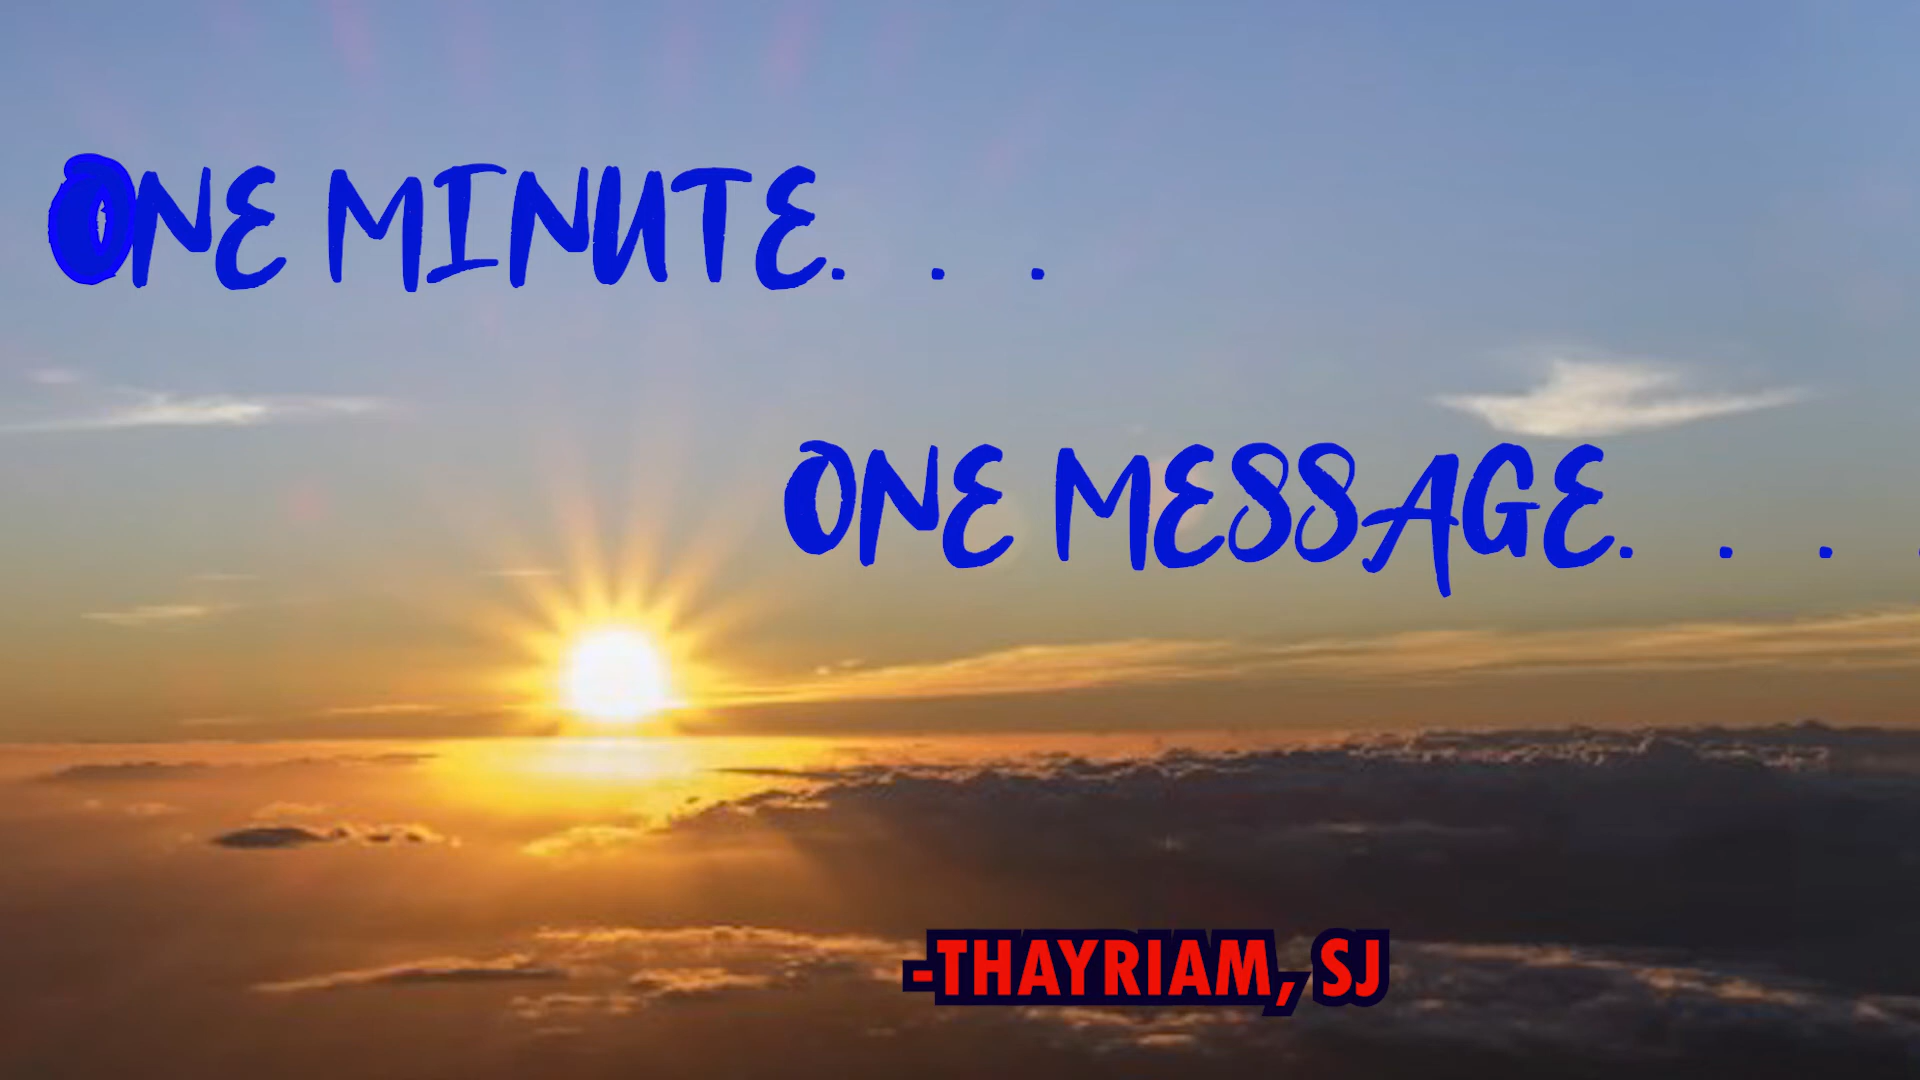 ONE MINUTE. . .
ONE MESSAGE. . . .
-THAYRIAM, SJ